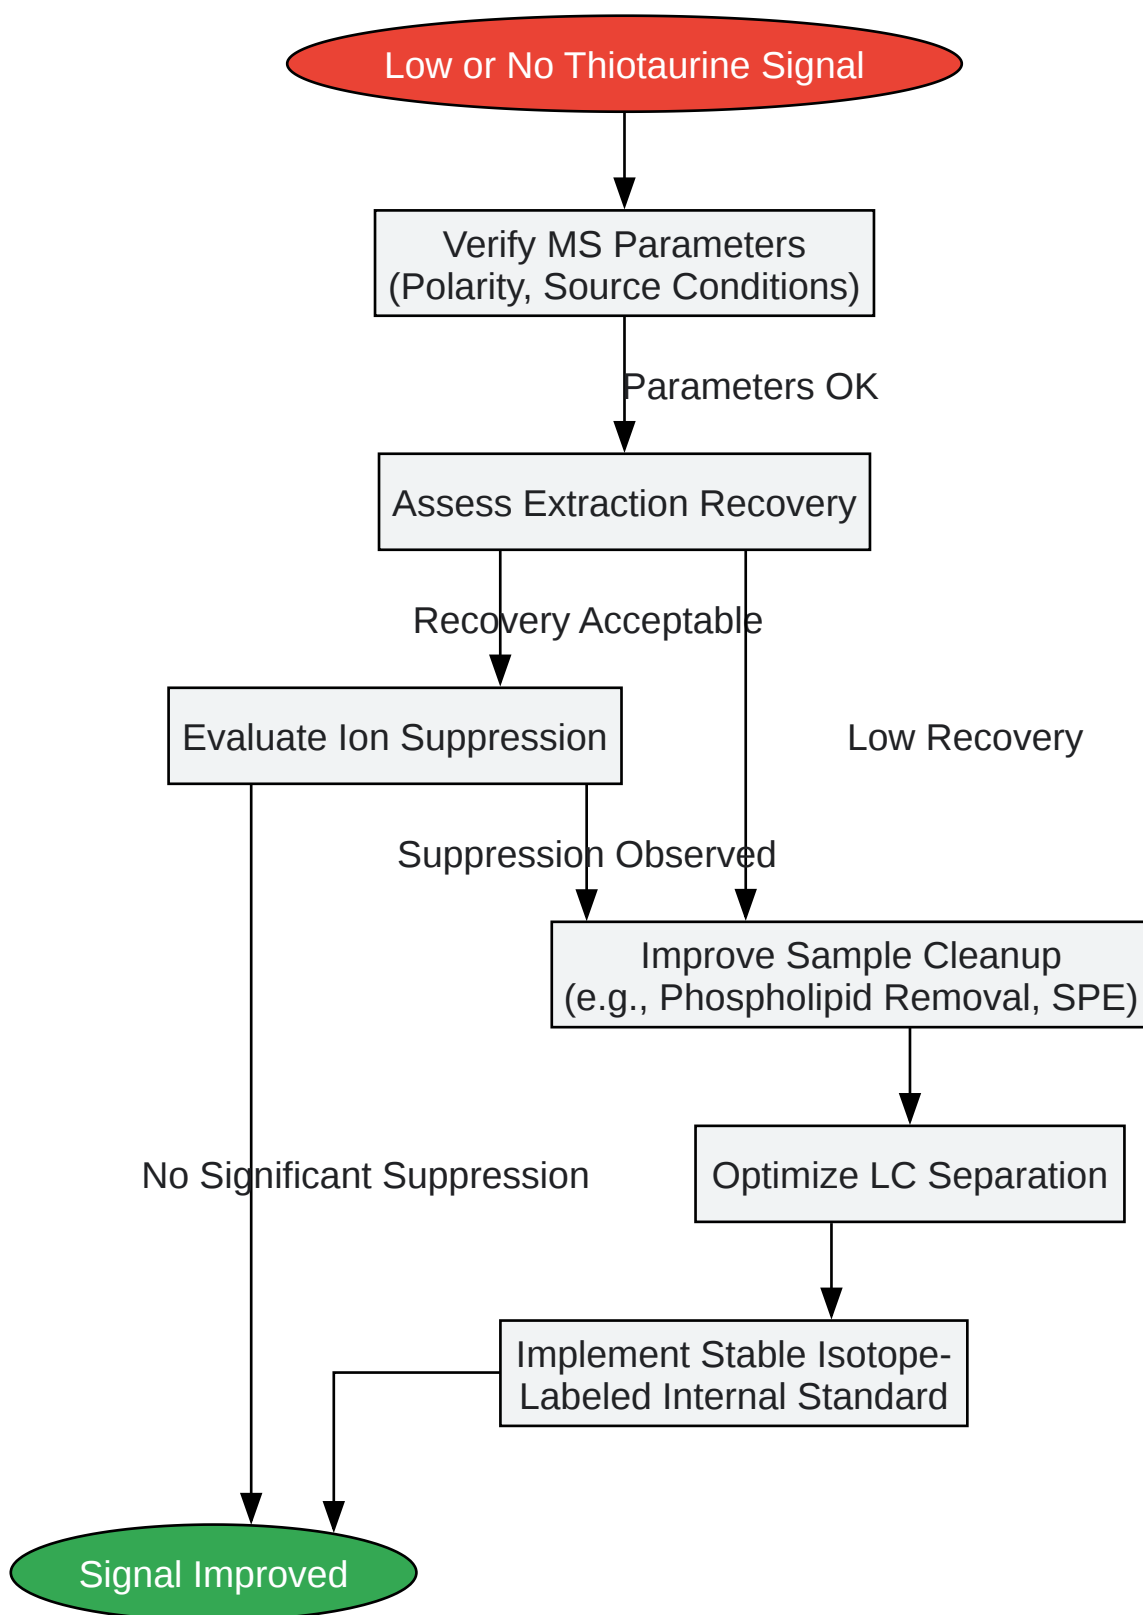 Low or No Thiotaurine Signal
Verify MS Parameters
(Polarity, Source Conditions)
Parameters OK
Assess Extraction Recovery
Recovery Acceptable
Evaluate Ion Suppression
Low Recovery
Suppression Observed
Improve Sample Cleanup
(e.g., Phospholipid Removal, SPE)
No Significant Suppression
Optimize LC Separation
Implement Stable Isotope-
Labeled Internal Standard
Signal Improved